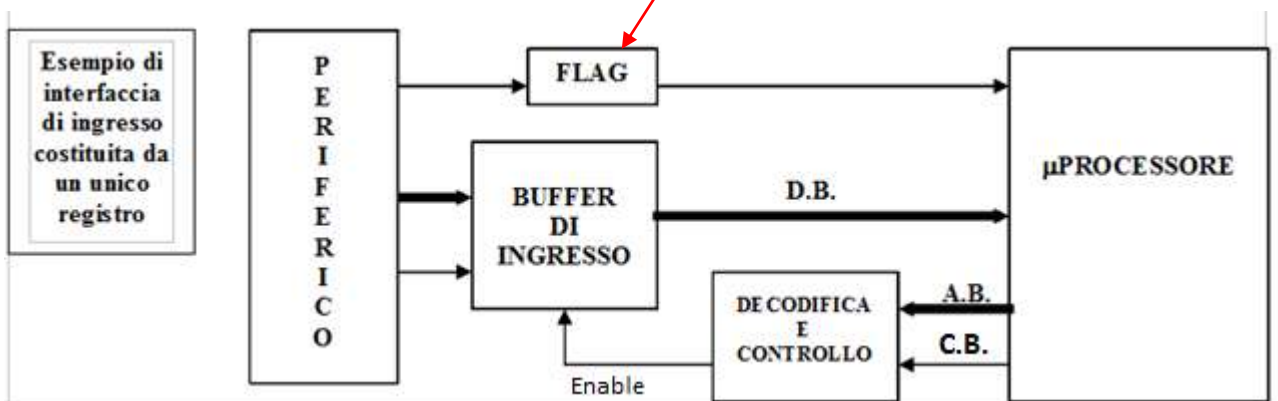 Esempio di
interfaccia
di ingresso
costituita da
un unico
registro
P
E
R
I
F
E
R
I
C
O
FLAG
BUFFER
DI
INGRESSO
D.B.
µPROCESSORE
DECODIFICA
E
CONTROLLO
A.B.
C.B.
Enable